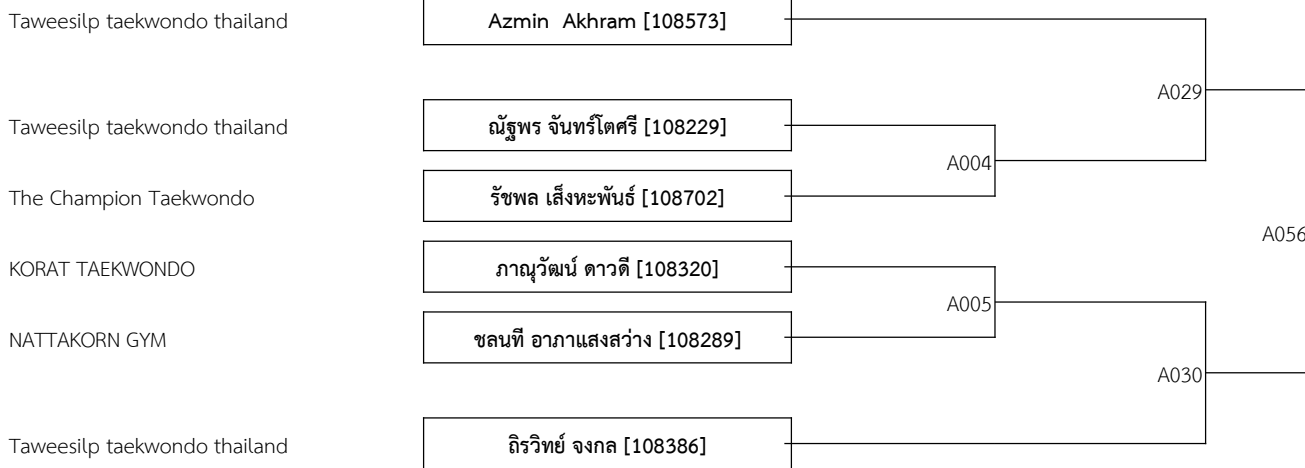 Taweesilp taekwondo thailand Azmin Akhram [108573]
A029
Taweesilp taekwondo thailand ณัฐพร จันทร์โตศรี [108229]
A004
The Champion Taekwondo รัชพล เส็งหะพันธ์ [108702]
A056
KORAT TAEKWONDO ภาณุวัฒน์ ดาวดี [108320]
A005
NATTAKORN GYM ชลนที อาภาแสงสว่าง [108289]
A030
Taweesilp taekwondo thailand ถิรวิทย์ จงกล [108386]